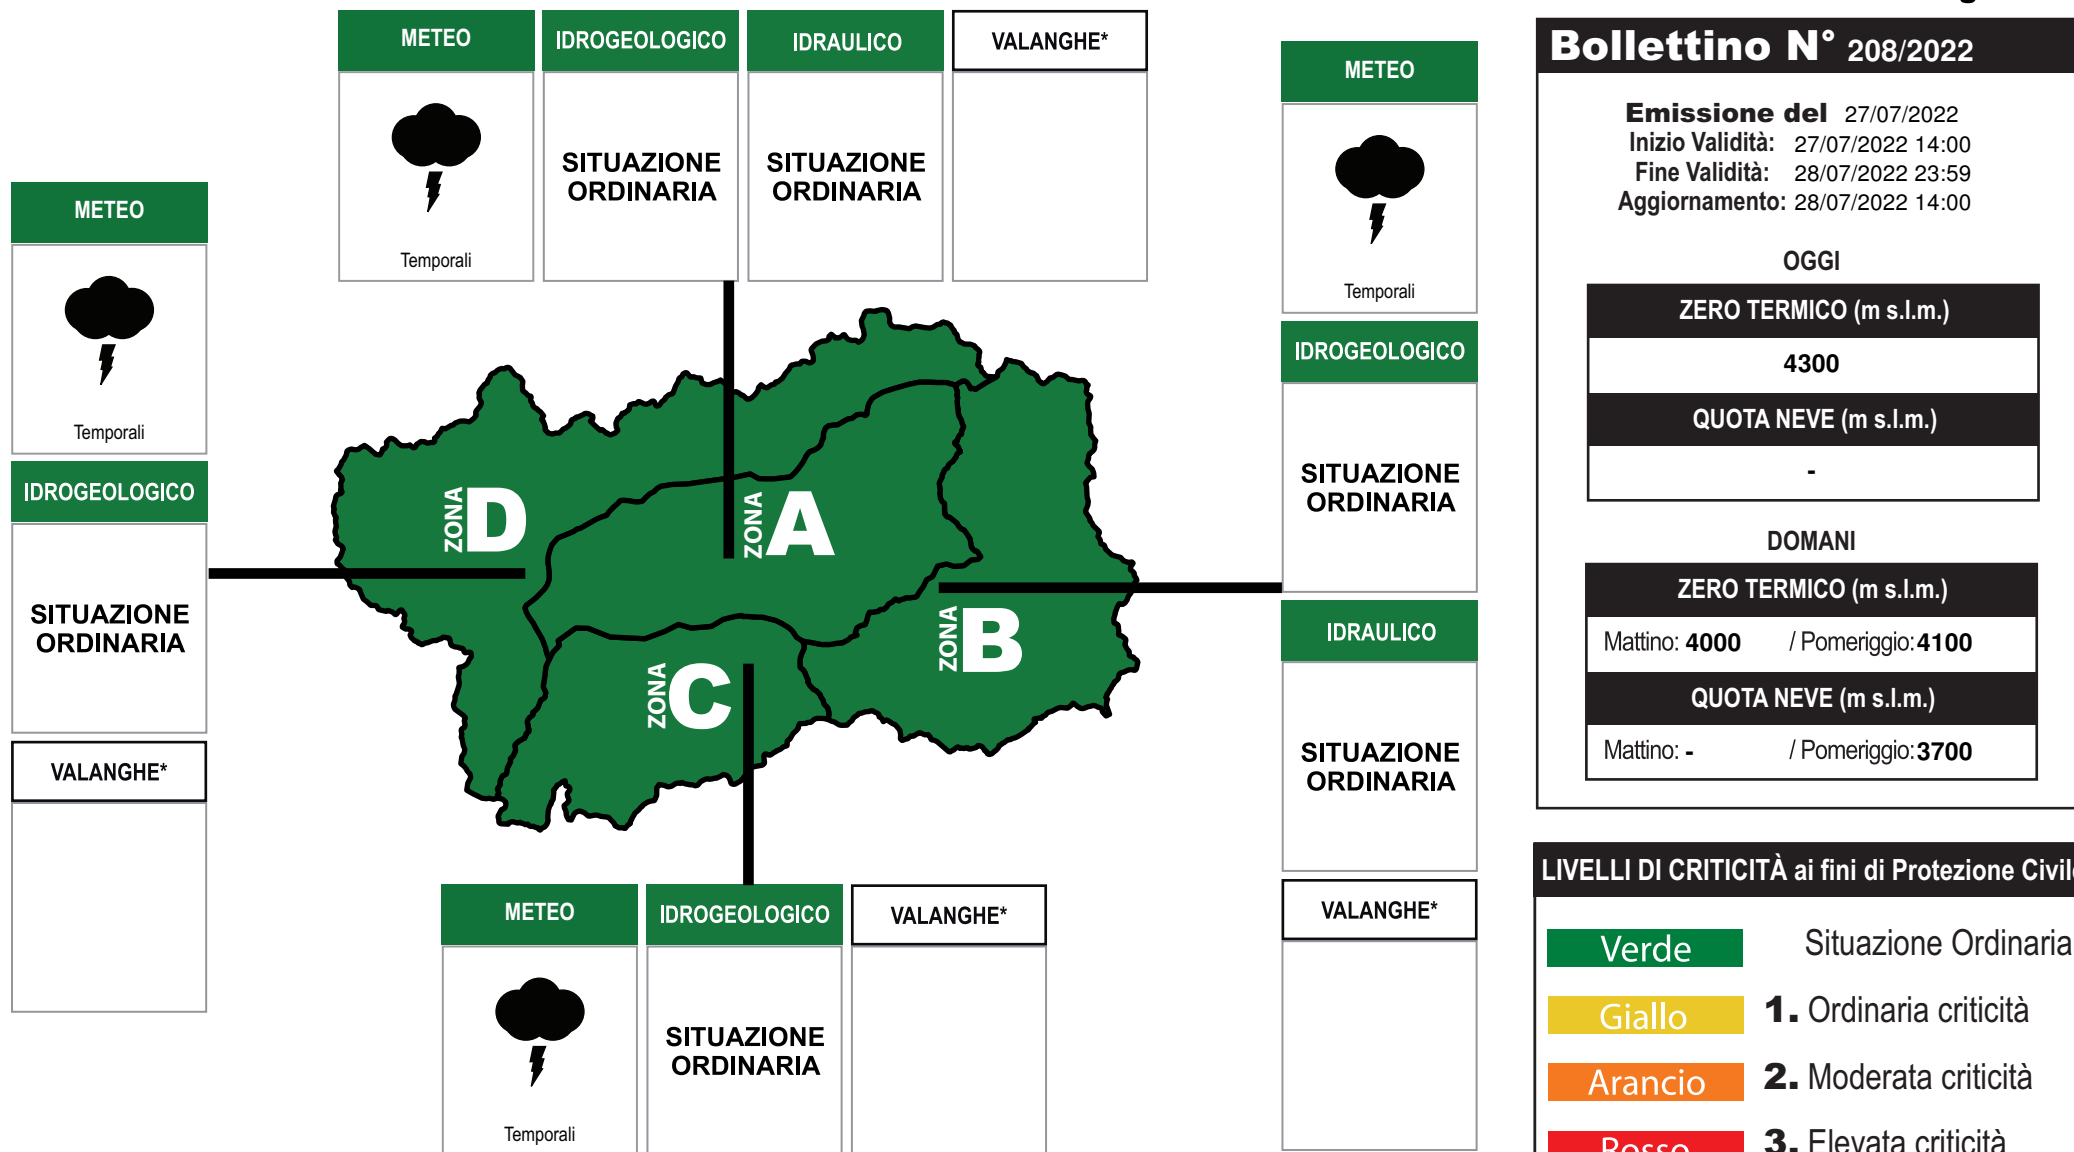 METEO
IDROGEOLOGICO
IDRAULICO
VALANGHE*
Temporali
SITUAZIONE
ORDINARIA
SITUAZIONE
ORDINARIA
METEO
Temporali
IDROGEOLOGICO
SITUAZIONE
ORDINARIA
VALANGHE*
METEO
Temporali
IDROGEOLOGICO
SITUAZIONE
ORDINARIA
IDRAULICO
SITUAZIONE
ORDINARIA
VALANGHE*
ZONA D
ZONA A
ZONA B
ZONA C
METEO
IDROGEOLOGICO
VALANGHE*
Temporali
SITUAZIONE
ORDINARIA
Bollettino N° 208/2022
Emissione del 27/07/2022
Inizio Validità: 27/07/2022 14:00
Fine Validità: 28/07/2022 23:59
Aggiornamento: 28/07/2022 14:00
OGGI
ZERO TERMICO (m s.l.m.)
4300
QUOTA NEVE (m s.l.m.)
-
DOMANI
ZERO TERMICO (m s.l.m.)
Mattino: 4000 / Pomeriggio: 4100
QUOTA NEVE (m s.l.m.)
Mattino: - / Pomeriggio: 3700
LIVELLI DI CRITICITÀ ai fini di Protezione Civile
Verde Situazione Ordinaria
Giallo 1. Ordinaria criticità
Arancio 2. Moderata criticità
Rosso 3. Elevata criticità